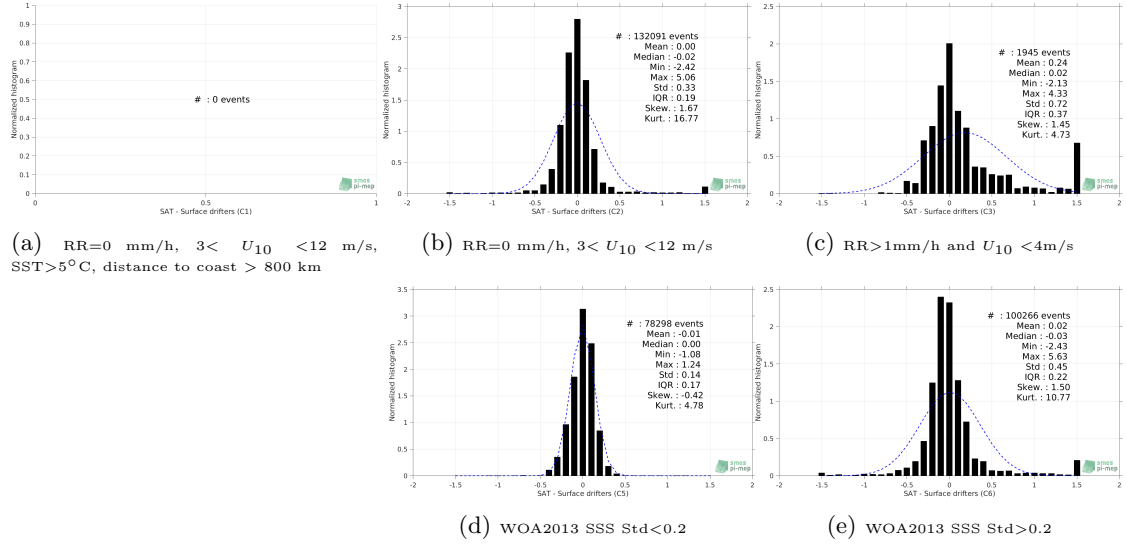 1
0.9
0.8
0.7
0.6
0.5
0.4
0.3
0.2
0.1
0
Normalized histogram
# : 0 events
smos
pi-mep
0
0.5
1
SAT - Surface drifters (C1)
(a) RR=0 mm/h, 3< U10 <12 m/s,
SST>5°C, distance to coast > 800 km
3
2.5
2
1.5
1
0.5
0
Normalized histogram
# : 132091 events
Mean : 0.00
Median : -0.02
Min : -2.42
Max : 5.06
Std : 0.33
IQR : 0.19
Skew. : 1.67
Kurt. : 16.77
smos
pi-mep
-2
-1.5
-1
-0.5
0
0.5
1
1.5
2
SAT - Surface drifters (C2)
(b) RR=0 mm/h, 3< U10 <12 m/s
2.5
2
1.5
1
0.5
0
Normalized histogram
# : 1945 events
Mean : 0.24
Median : 0.02
Min : -2.13
Max : 4.33
Std : 0.72
IQR : 0.37
Skew. : 1.45
Kurt. : 4.73
smos
pi-mep
-2
-1.5
-1
-0.5
0
0.5
1
1.5
2
SAT - Surface drifters (C3)
(c) RR>1mm/h and U10 <4m/s
3.5
3
2.5
2
1.5
1
0.5
0
Normalized histogram
# : 78298 events
Mean : -0.01
Median : 0.00
Min : -1.08
Max : 1.24
Std : 0.14
IQR : 0.17
Skew. : -0.42
Kurt. : 4.78
smos
pi-mep
-2
-1.5
-1
-0.5
0
0.5
1
1.5
2
SAT - Surface drifters (C5)
(d) WOA2013 SSS Std<0.2
2.5
2
1.5
1
0.5
0
Normalized histogram
# : 100266 events
Mean : 0.02
Median : -0.03
Min : -2.43
Max : 5.63
Std : 0.45
IQR : 0.22
Skew. : 1.50
Kurt. : 10.77
smos
pi-mep
-2
-1.5
-1
-0.5
0
0.5
1
1.5
2
SAT - Surface drifters (C6)
(e) WOA2013 SSS Std>0.2